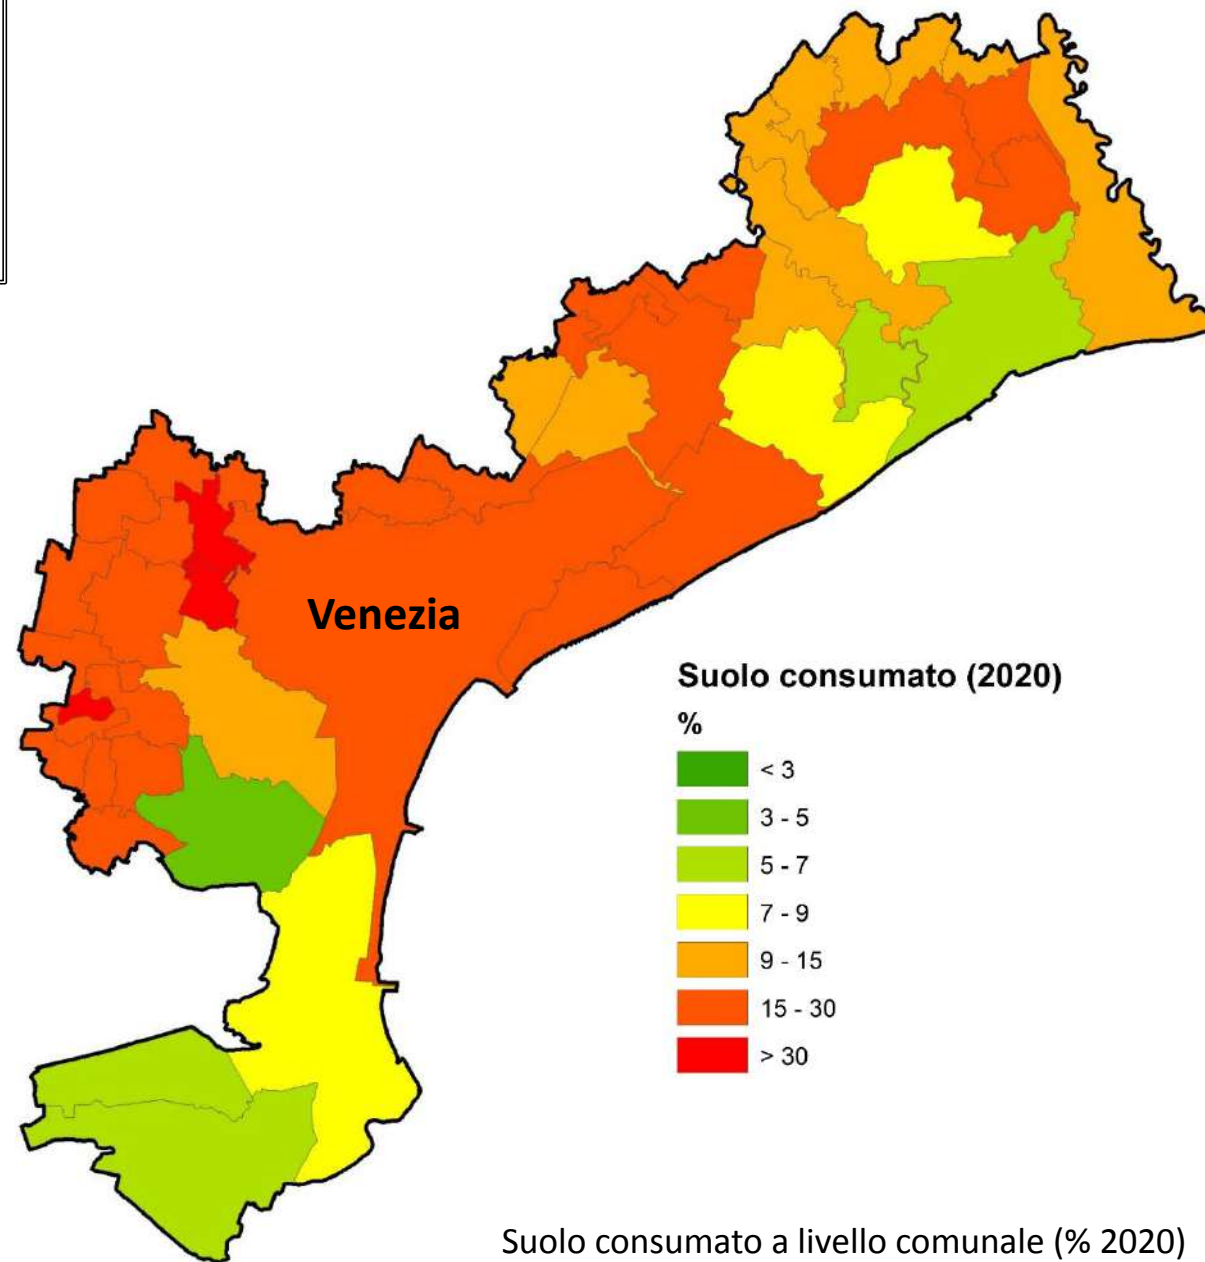 Venezia
Suolo consumato (2020)
%
< 3
3 - 5
5 - 7
7 - 9
9 - 15
15 - 30
> 30
Suolo consumato a livello comunale (% 2020)